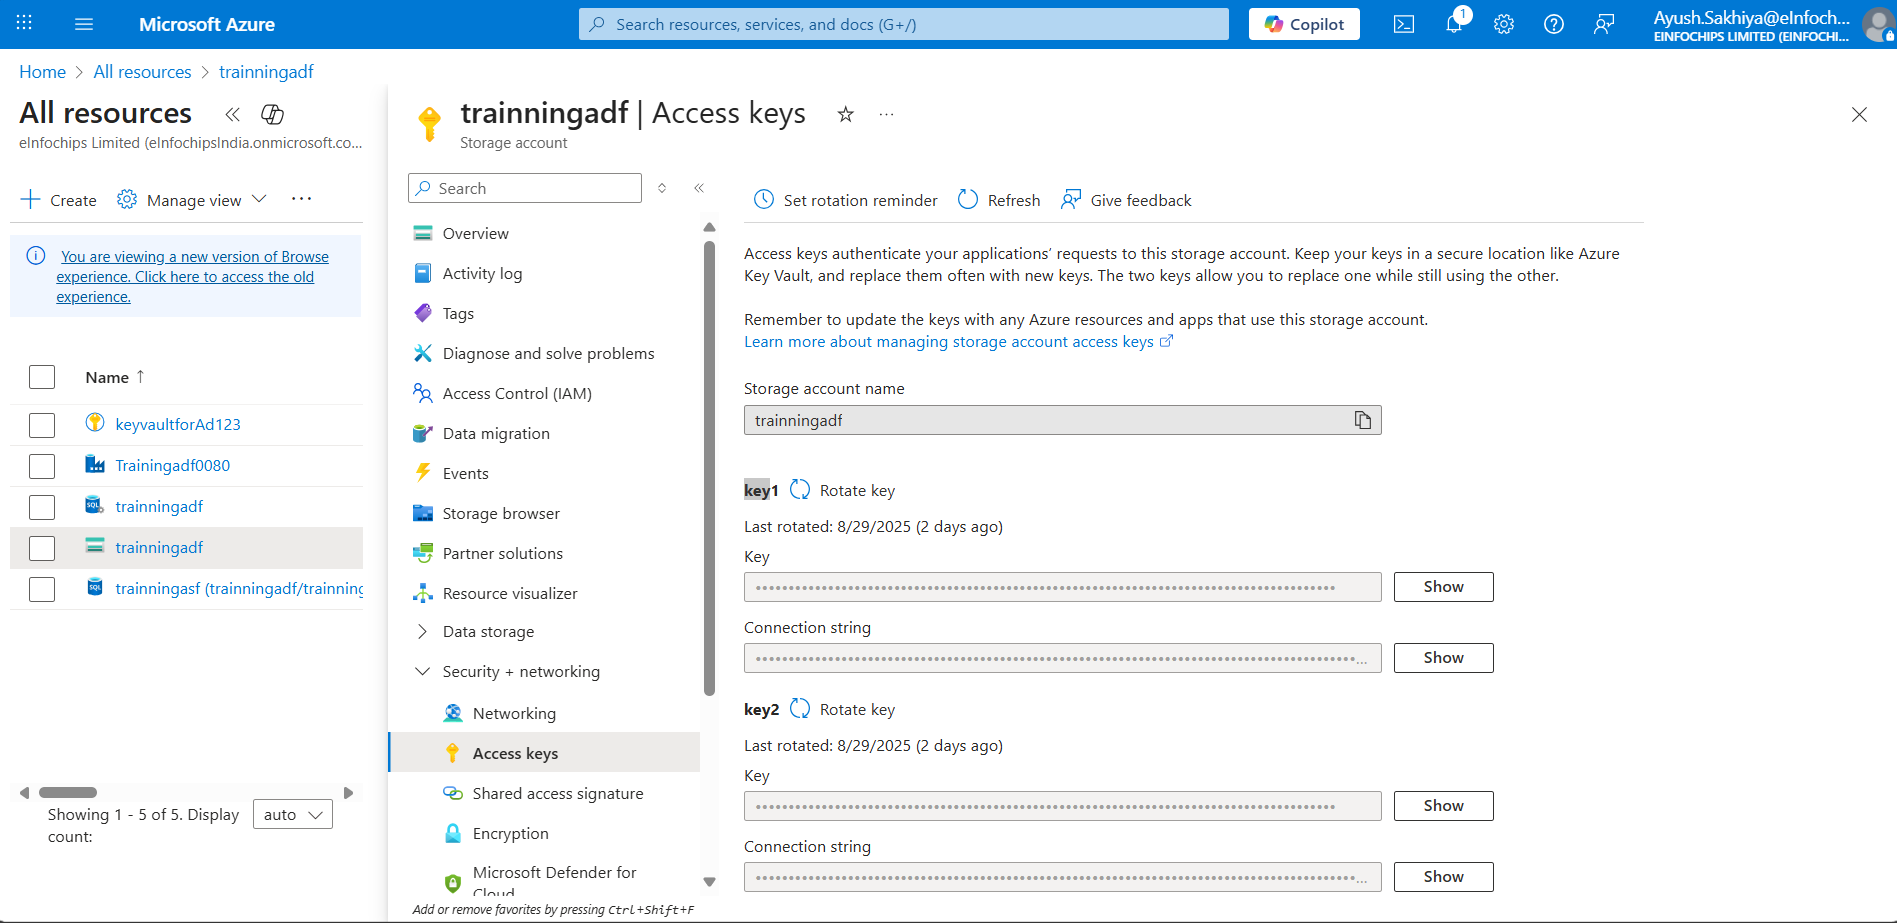 Microsoft Azure
Search resources, services, and docs (G+/)
Copilot
1
Ayush.Sakhiya@eInfoch...
EINFOCHIPS LIMITED (EINFOCHI...
Home > All resources > trainningadf
All resources
eInfochips Limited (eInfochipsIndia.onmicrosoft.co...
+ Create
Manage view
...
You are viewing a new version of Browse
experience. Click here to access the old
experience.
Name ↑
keyvaultforAd123
Trainingadf0080
trainningadf
trainningadf
trainningasf (trainningadf/trainning
Showing 1 - 5 of 5. Display
count:
auto
trainningadf | Access keys
...
Storage account
Search
Overview
Activity log
Tags
Diagnose and solve problems
Access Control (IAM)
Data migration
Events
Storage browser
Partner solutions
Resource visualizer
Data storage
Security + networking
Networking
Access keys
Shared access signature
Encryption
Microsoft Defender for
Cloud
Add or remove favorites by pressing Ctrl+Shift+F
Set rotation reminder
Refresh
Give feedback
Access keys authenticate your applications' requests to this storage account. Keep your keys in a secure location like Azure
Key Vault, and replace them often with new keys. The two keys allow you to replace one while still using the other.
Remember to update the keys with any Azure resources and apps that use this storage account.
Learn more about managing storage account access keys
Storage account name
trainningadf
key1
Rotate key
Last rotated: 8/29/2025 (2 days ago)
Key
Show
Connection string
...
Show
key2
Rotate key
Last rotated: 8/29/2025 (2 days ago)
Key
Show
Connection string
...
Show